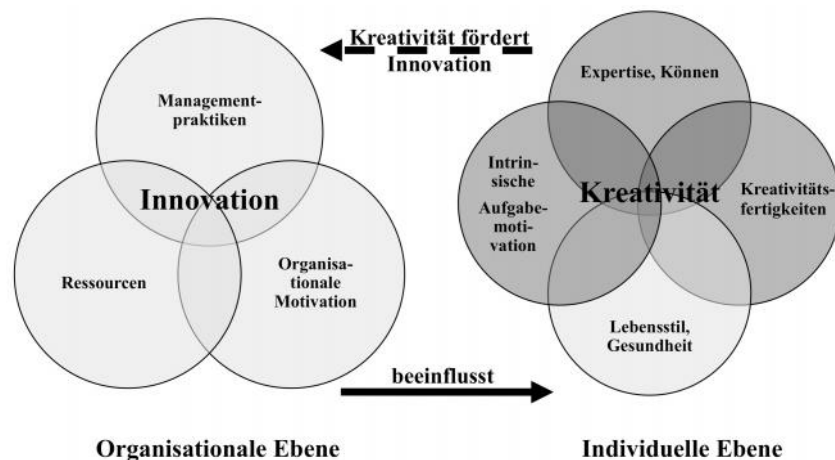 Kreativität fördert
Innovation
Management-
praktiken
Innovation
Ressourcen
Organisa-
tionale
Motivation
Expertise, Können
Intrin-
sische
Aufgabe-
moti-
vation
Kreativität
Kreativitäts-
fertigkeiten
Lebensstil,
Gesundheit
beeinflusst
Organisationale Ebene
Individuelle Ebene